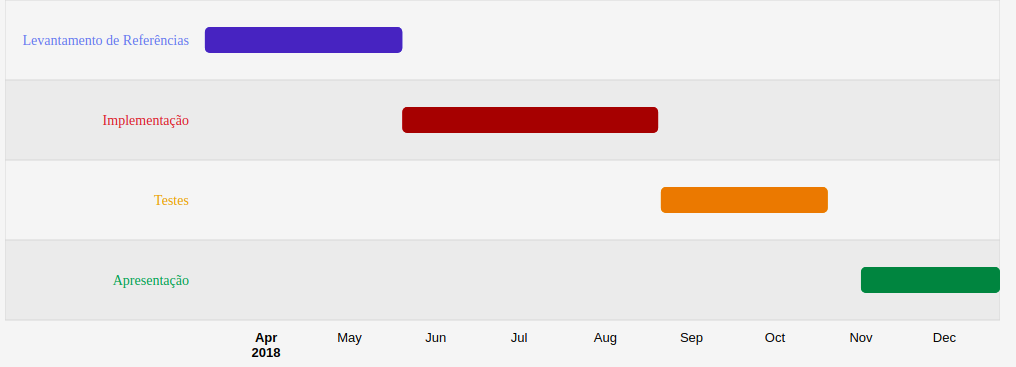 Levantamento de Referências
Implementação
Testes
Apresentação
Apr May Jun Jul Aug Sep Oct Nov Dec
2018